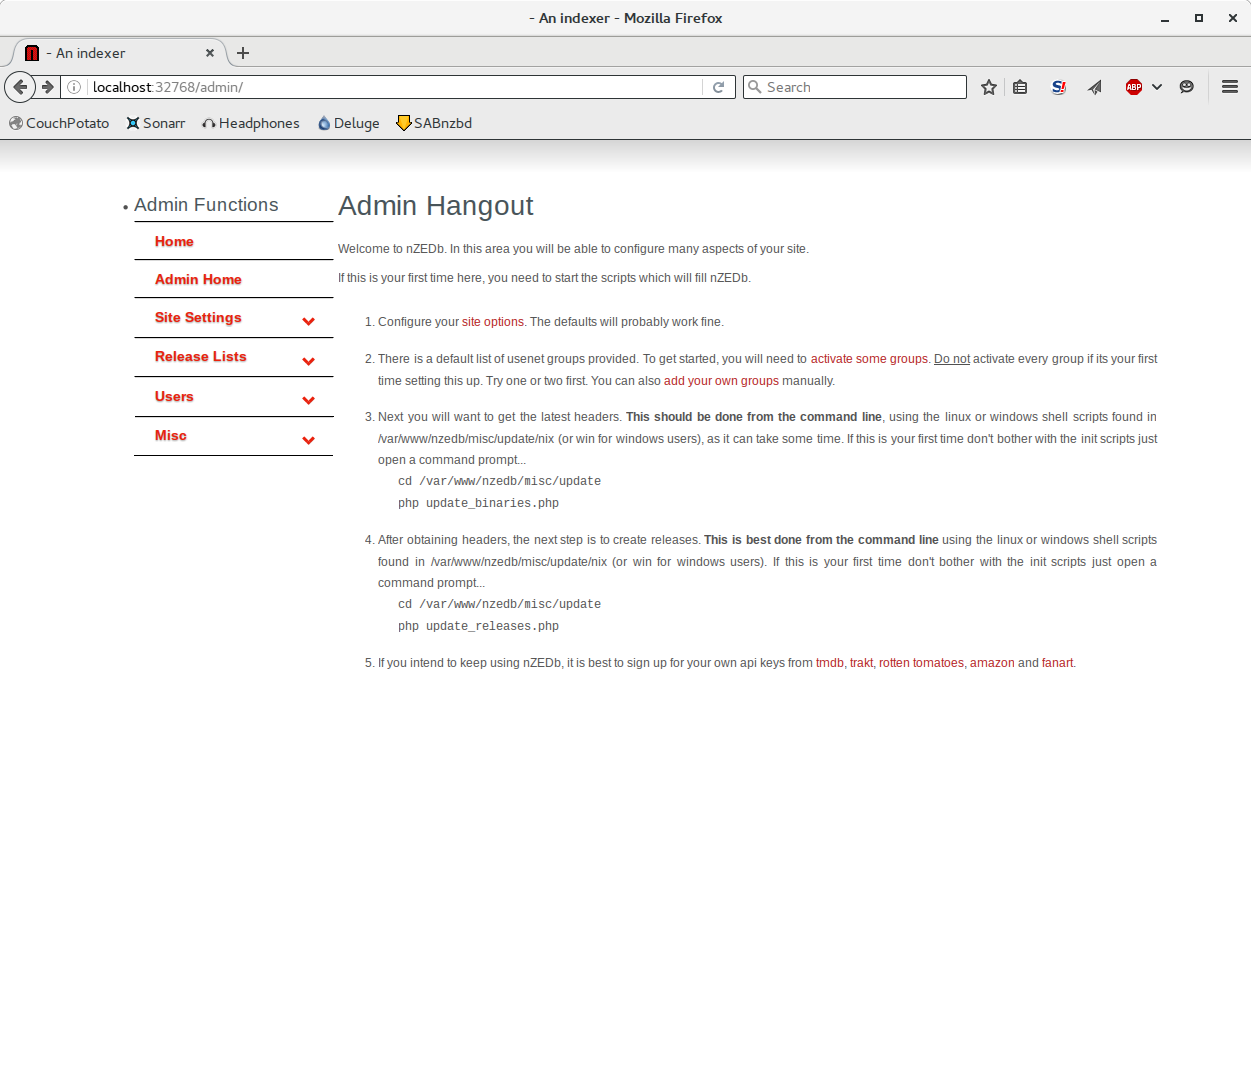 - An indexer - Mozilla Firefox
- An indexer
localhost:32768/admin/
Search
ABP
CouchPotato
Sonarr
Headphones
Deluge
SABnzbd
• Admin Functions
Home
Admin Home
Site Settings
Release Lists
Users
Misc
Admin Hangout
Welcome to nZEDb. In this area you will be able to configure many aspects of your site.
If this is your first time here, you need to start the scripts which will fill nZEDb.
1. Configure your site options. The defaults will probably work fine.
2. There is a default list of usenet groups provided. To get started, you will need to activate some groups. Do not activate every group if its your first
time setting this up. Try one or two first. You can also add your own groups manually.
3. Next you will want to get the latest headers. This should be done from the command line, using the linux or windows shell scripts found in
/var/www/nzedb/misc/update/nix (or win for windows users), as it can take some time. If this is your first time don't bother with the init scripts just
open a command prompt...
cd /var/www/nzedb/misc/update
php update_binaries.php
4. After obtaining headers, the next step is to create releases. This is best done from the command line using the linux or windows shell scripts
found in /var/www/nzedb/misc/update/nix (or win for windows users). If this is your first time don't bother with the init scripts just open a
command prompt...
cd /var/www/nzedb/misc/update
php update_releases.php
5. If you intend to keep using nZEDb, it is best to sign up for your own api keys from tmdb, trakt, rotten tomatoes, amazon and fanart.